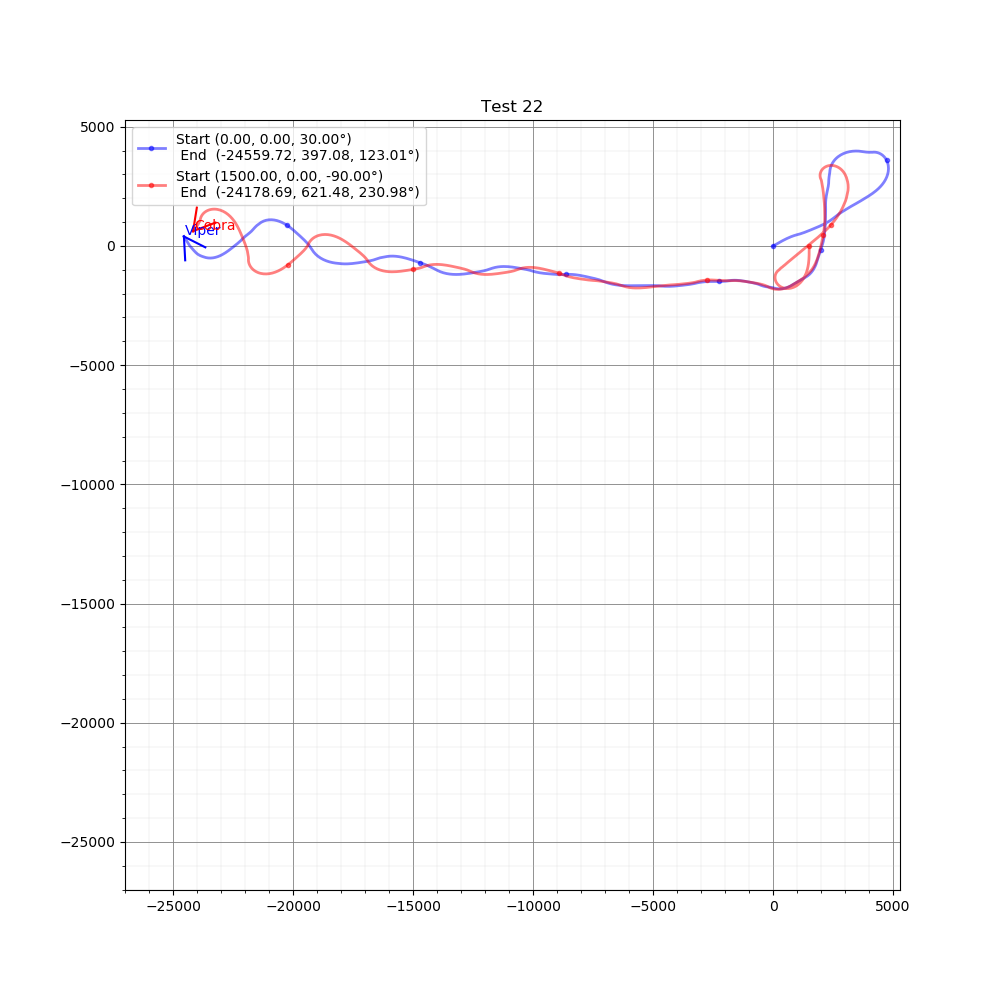 Test 22
Start (0.00, 0.00, 30.00°)
End  (-24559.72, 397.08, 123.01°)
Start (1500.00, 0.00, -90.00°)
End  (-24178.69, 621.48, 230.98°)
Cobra
Viper
5000
0
−5000
−10000
−15000
−20000
−25000
−25000
−20000
−15000
−10000
−5000
0
5000